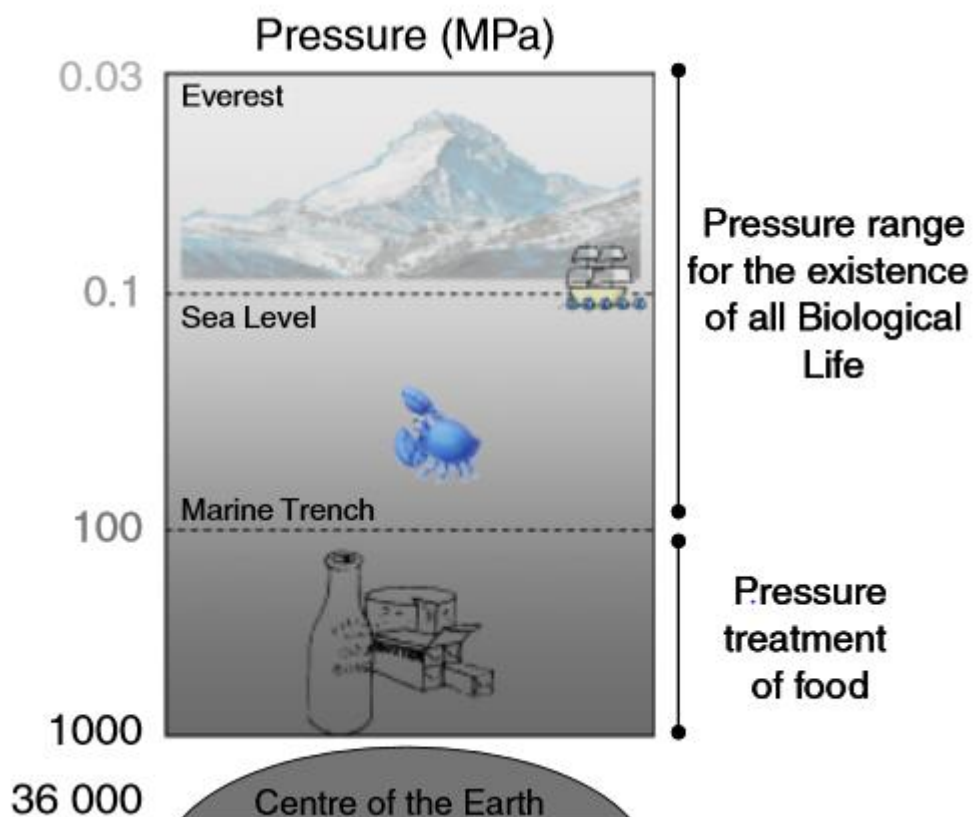 Pressure (MPa)
0.03
Everest
0.1
Sea Level
Marine Trench
100
1000
36 000
Centre of the Earth
Pressure range
for the existence
of all Biological
Life
Pressure
treatment
of food